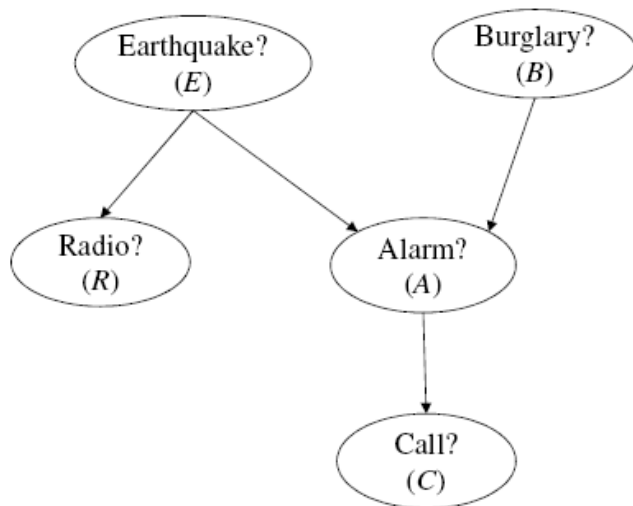 Earthquake?
(E)
Burglary?
(B)
Radio?
(R)
Alarm?
(A)
Call?
(C)